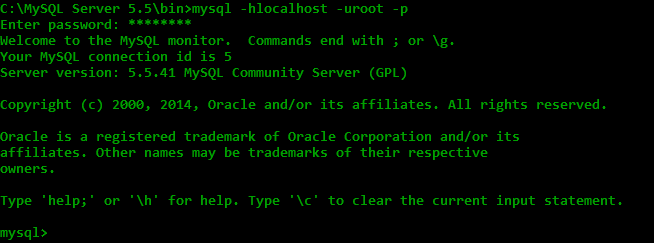 C:\MySQL Server 5.5\bin>mysql -hlocalhost -uroot -p
Enter password: ********
Welcome to the MySQL monitor.  Commands end with ; or \g.
Your MySQL connection id is 5
Server version: 5.5.41 MySQL Community Server (GPL)
Copyright (c) 2000, 2014, Oracle and/or its affiliates. All rights reserved.
Oracle is a registered trademark of Oracle Corporation and/or its
affiliates. Other names may be trademarks of their respective
owners.
Type 'help;' or '\h' for help. Type '\c' to clear the current input statement.
mysql>